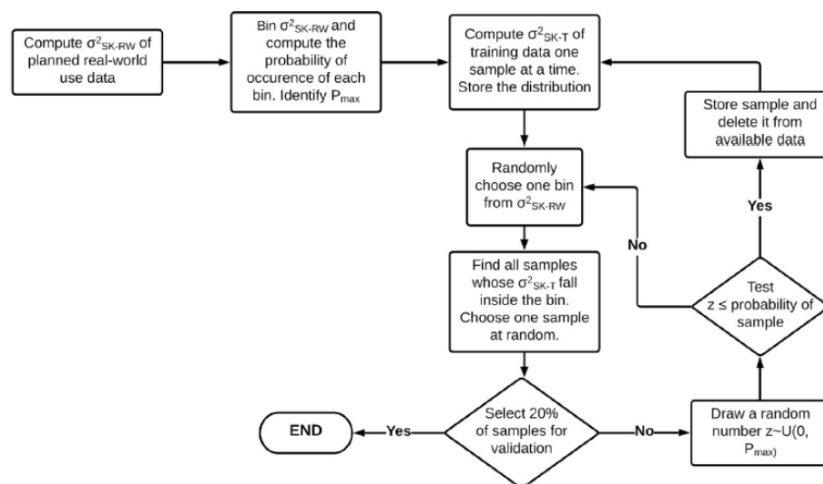 Compute σ²SK-RW of
planned real-world
use data
Bin σ²SK-RW and
compute the
probability of
occurence of each
bin. Identify Pmax
Compute σ²SK-T of
training data one
sample at a time.
Store the distribution
Store sample and
delete it from
available data
Randomly
choose one bin
from σ²SK-RW
Yes
No
Find all samples
whose σ²SK-T fall
inside the bin.
Choose one sample
at random.
Test
z ≤ probability of
sample
END
Yes
Select 20%
of samples for
validation
No
Draw a random
number z~U(0,
Pmax)